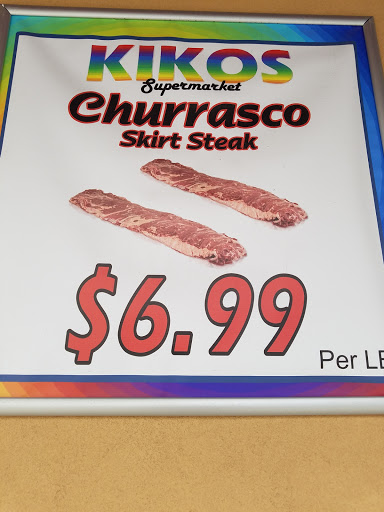 KIKOS
Supermarket
Churrasco
Skirt Steak
$6.99
Per LB